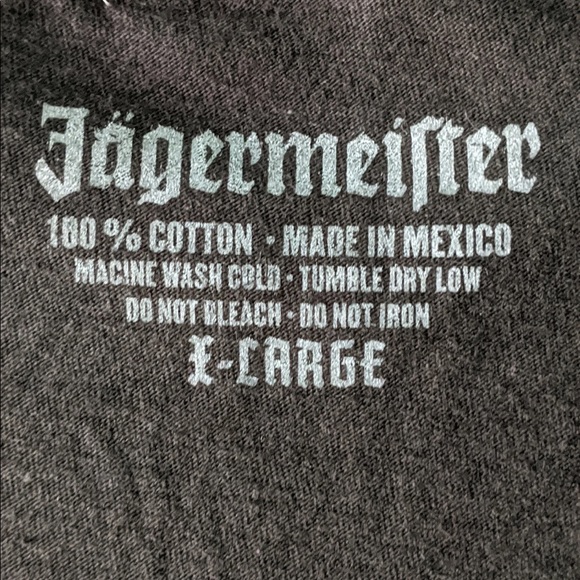 Jägermeiſter
100 % COTTON · MADE IN MEXICO
MACINE WASH COLD · TUMBLE DRY LOW
DO NOT BLEACH · DO NOT IRON
X-LARGE